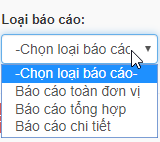 Loại báo cáo:
-Chọn loại báo cáo
-Chọn loại báo cáo-
Báo cáo toàn đơn vị
Báo cáo tổng hợp
Báo cáo chi tiết